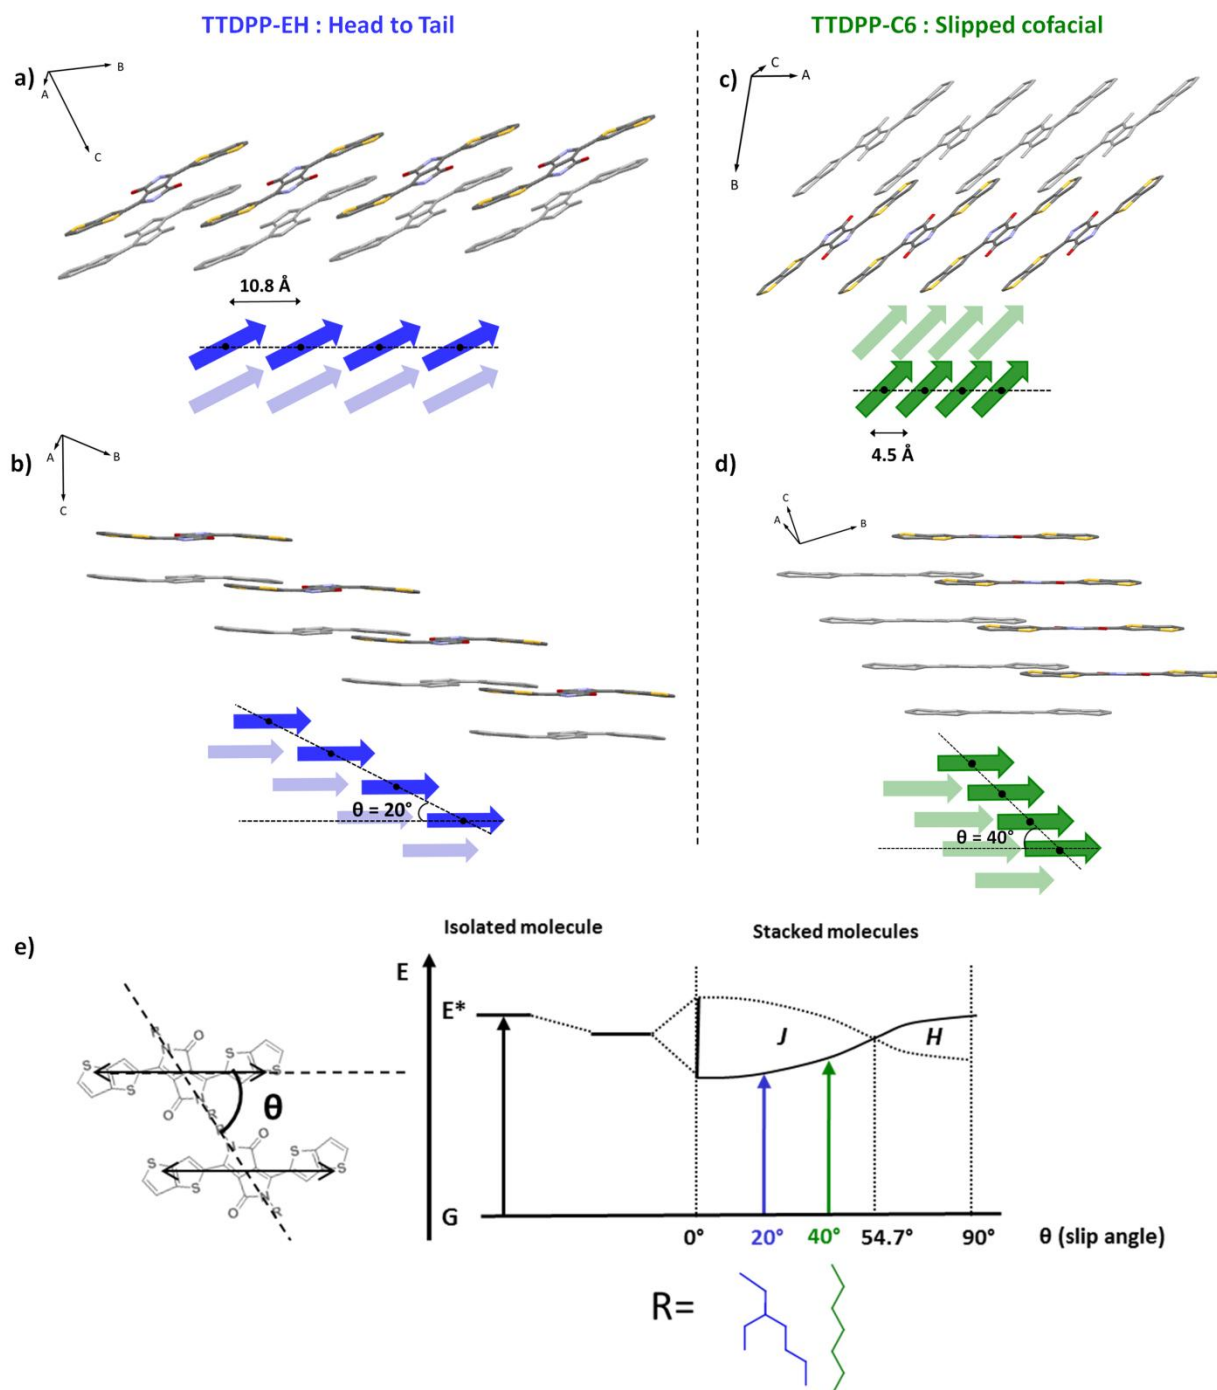 TTDPP-EH : Head to Tail
TTDPP-C6 : Slipped cofacial
a)
B
A
C
10.8 Å
b)
A
B
C
θ = 20°
c)
C
A
B
4.5 Å
d)
C
A
B
θ = 40°
e)
R
N
O
S
S
S
S
θ
O
N
R
R
N
O
S
S
S
S
O
N
R
Isolated molecule
Stacked molecules
E
E*
J
H
G
0°
20°
40°
54.7°
90°
θ (slip angle)
R=